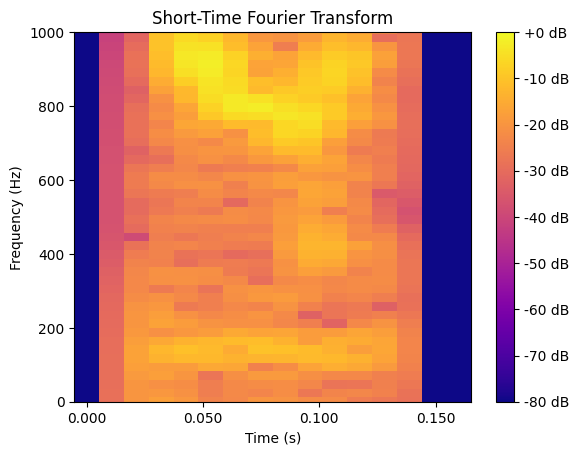 Short-Time Fourier Transform
1000
800
600
400
200
0
Frequency (Hz)
0.000
0.050
0.100
0.150
Time (s)
+0 dB
-10 dB
-20 dB
-30 dB
-40 dB
-50 dB
-60 dB
-70 dB
-80 dB